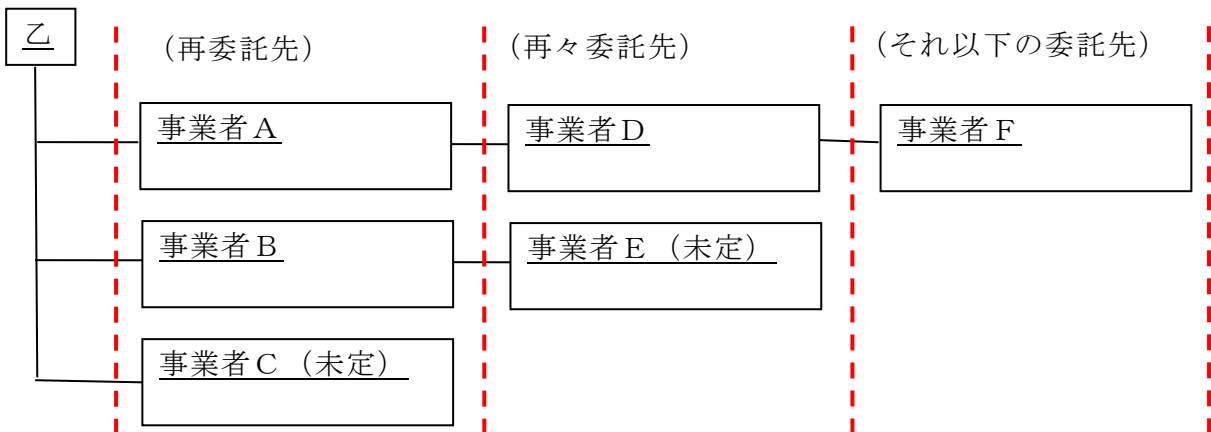 乙
(再委託先)
(再々委託先)
(それ以下の委託先)
事業者A
事業者D
事業者F
事業者B
事業者E（未定）
事業者C（未定）